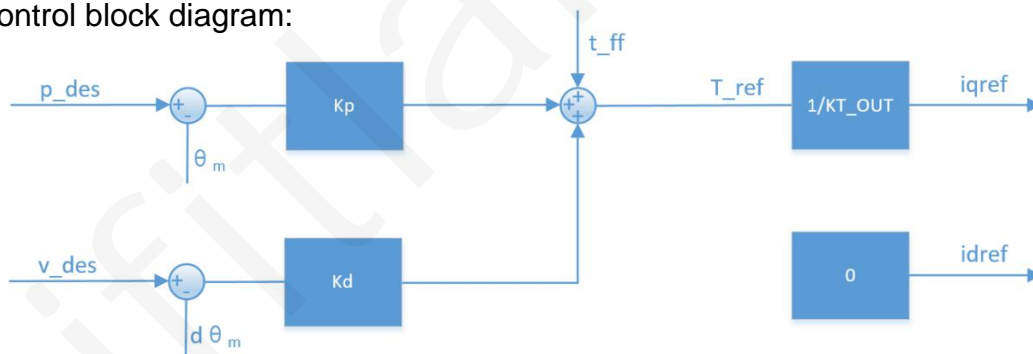 ontrol block diagram:
t_ff
p_des
+
-
Kp
+
+
+
T_ref
1/KT_OUT
iqref
θ m
v_des
+
-
Kd
0
idref
d θ m